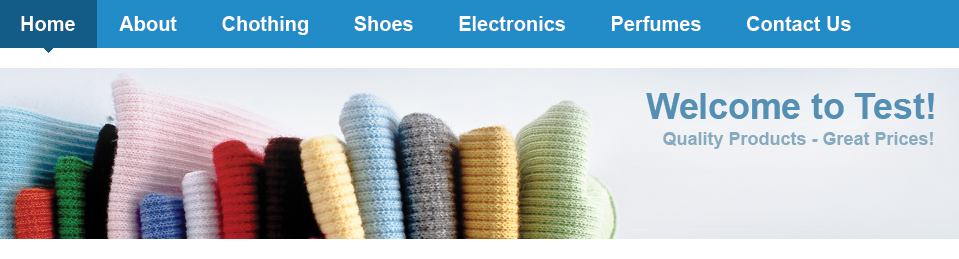 Home About Chothing Shoes Electronics Perfumes Contact Us
Welcome to Test!
Quality Products - Great Prices!